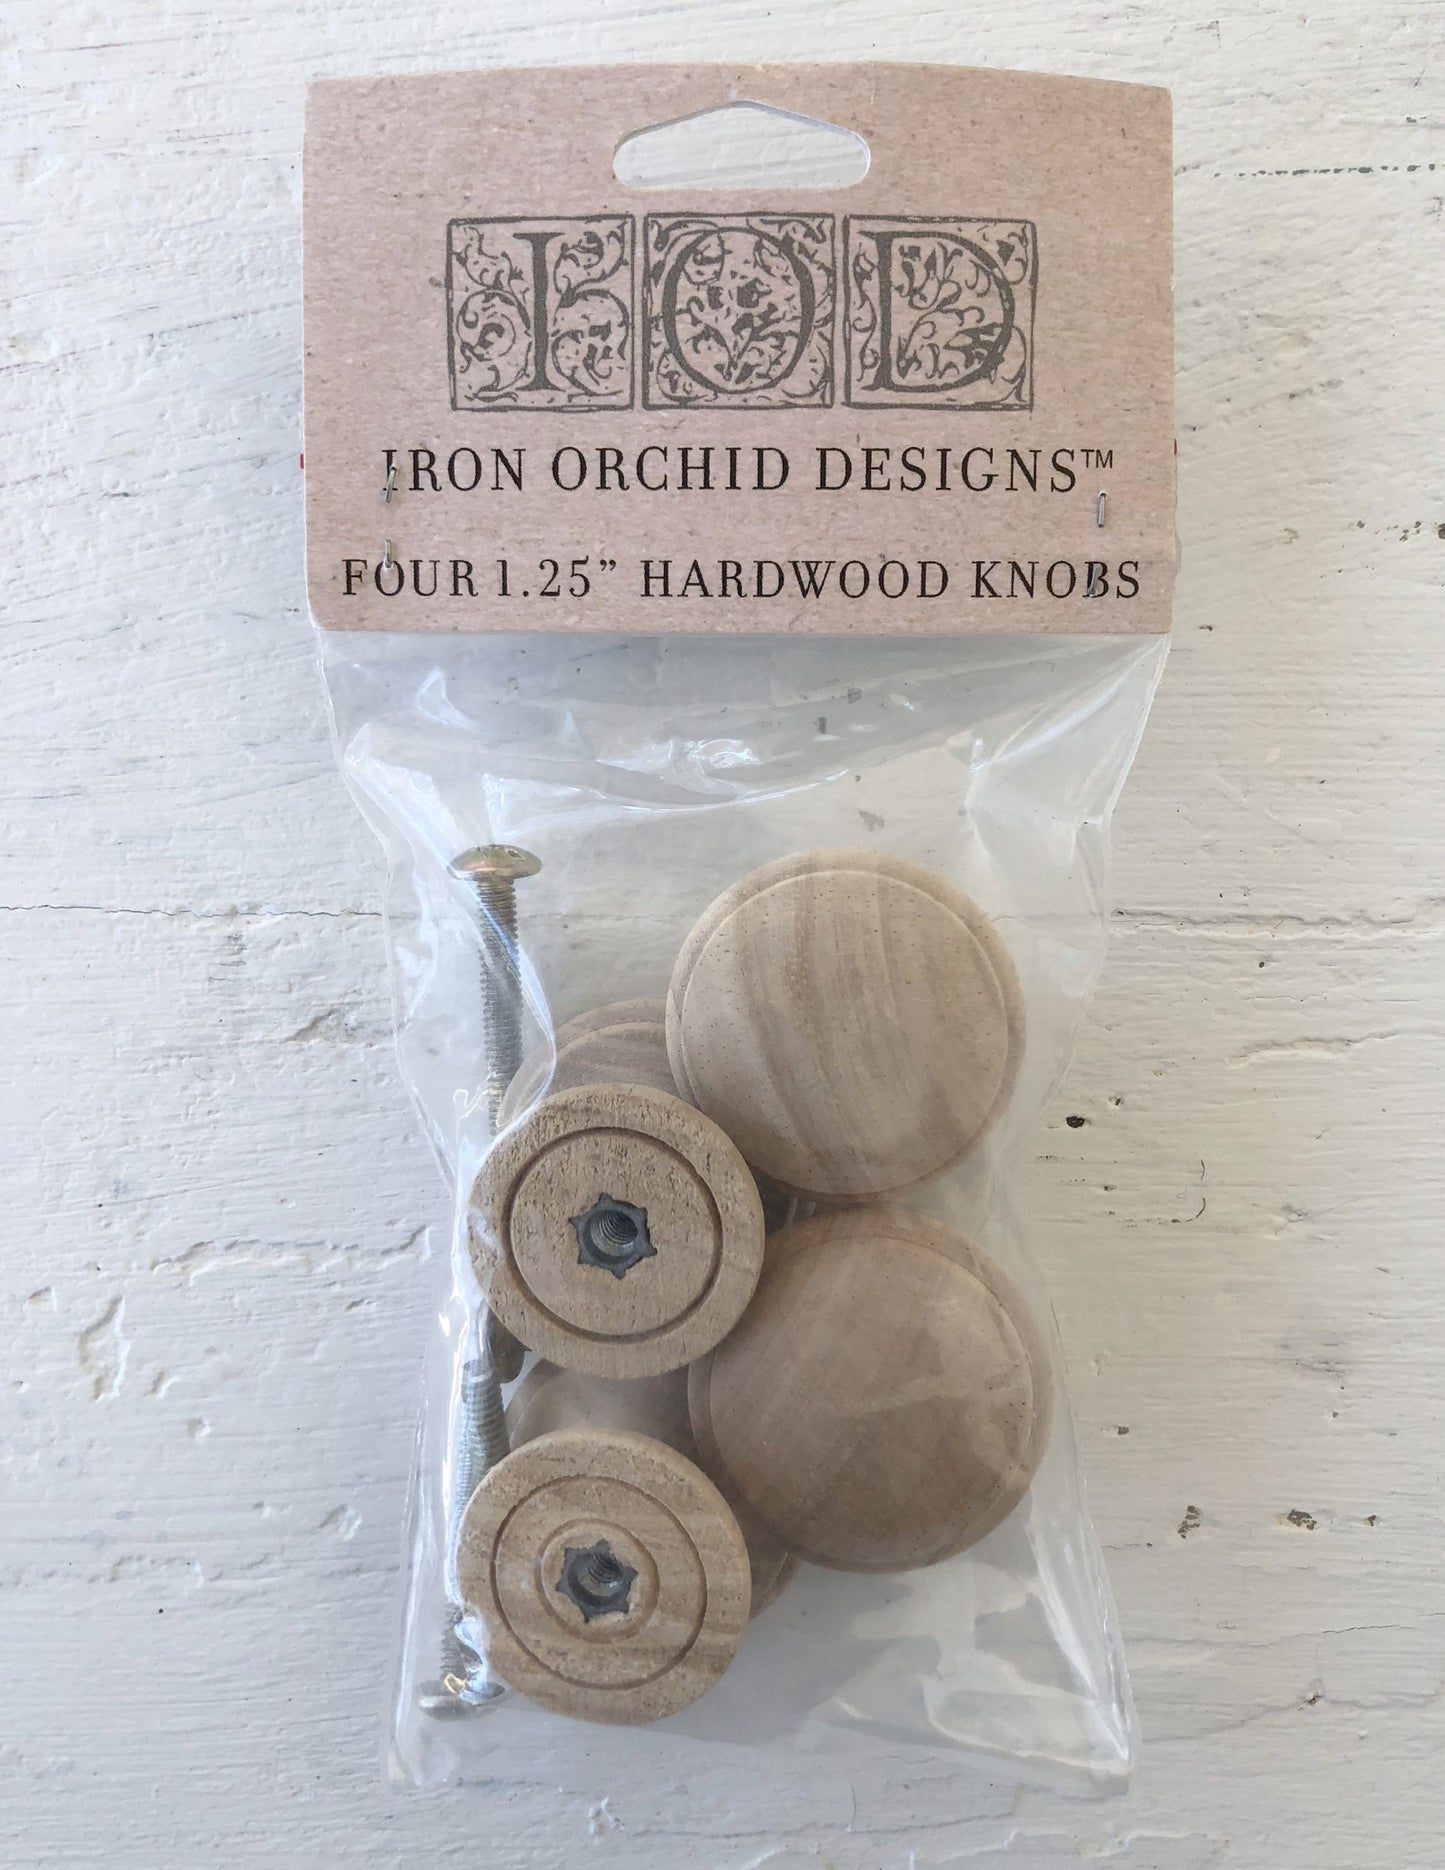 IOD
IRON ORCHID DESIGNS™
FOUR 1.25” HARDWOOD KNOBS